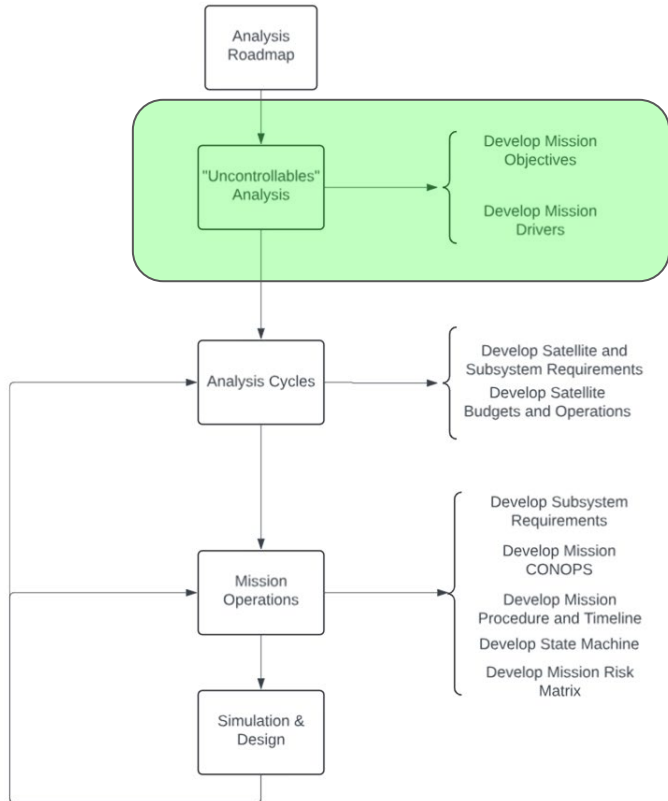 Analysis
Roadmap
"Uncontrollables"
Analysis
Develop Mission
Objectives
Develop Mission
Drivers
Analysis Cycles
Develop Satellite and
Subsystem Requirements
Develop Satellite
Budgets and Operations
Mission
Operations
Develop Subsystem
Requirements
Develop Mission
CONOPS
Develop Mission
Procedure and Timeline
Develop State Machine
Develop Mission Risk
Matrix
Simulation &
Design